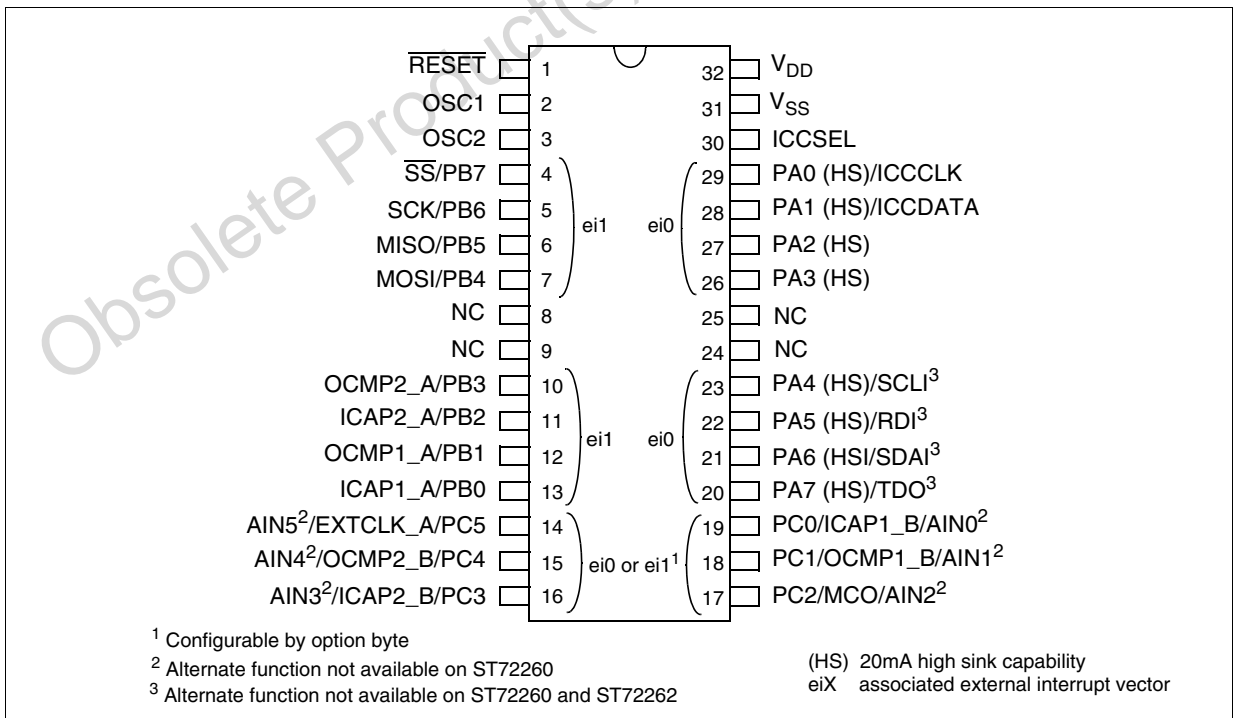 Obsolete Product(s)
RESET 1 32 VDD
OSC1 2 31 VSS
OSC2 3 30 ICCSEL
SS/PB7 4 29 PA0 (HS)/ICCCLK
SCK/PB6 5 28 PA1 (HS)/ICCDATA
ei1 ei0
MISO/PB5 6 27 PA2 (HS)
MOSI/PB4 7 26 PA3 (HS)
NC 8 25 NC
NC 9 24 NC
OCMP2_A/PB3 10 23 PA4 (HS)/SCLI3
ICAP2_A/PB2 11 22 PA5 (HS)/RDI3
ei1 ei0
OCMP1_A/PB1 12 21 PA6 (HSI/SDAI3
ICAP1_A/PB0 13 20 PA7 (HS)/TDO3
AIN52/EXTCLK_A/PC5 14 19 PC0/ICAP1_B/AIN02
AIN42/OCMP2_B/PC4 15 ei0 or ei11 18 PC1/OCMP1_B/AIN12
AIN32/ICAP2_B/PC3 16 17 PC2/MCO/AIN22
1 Configurable by option byte
2 Alternate function not available on ST72260
3 Alternate function not available on ST72260 and ST72262
(HS) 20mA high sink capability
eiX associated external interrupt vector